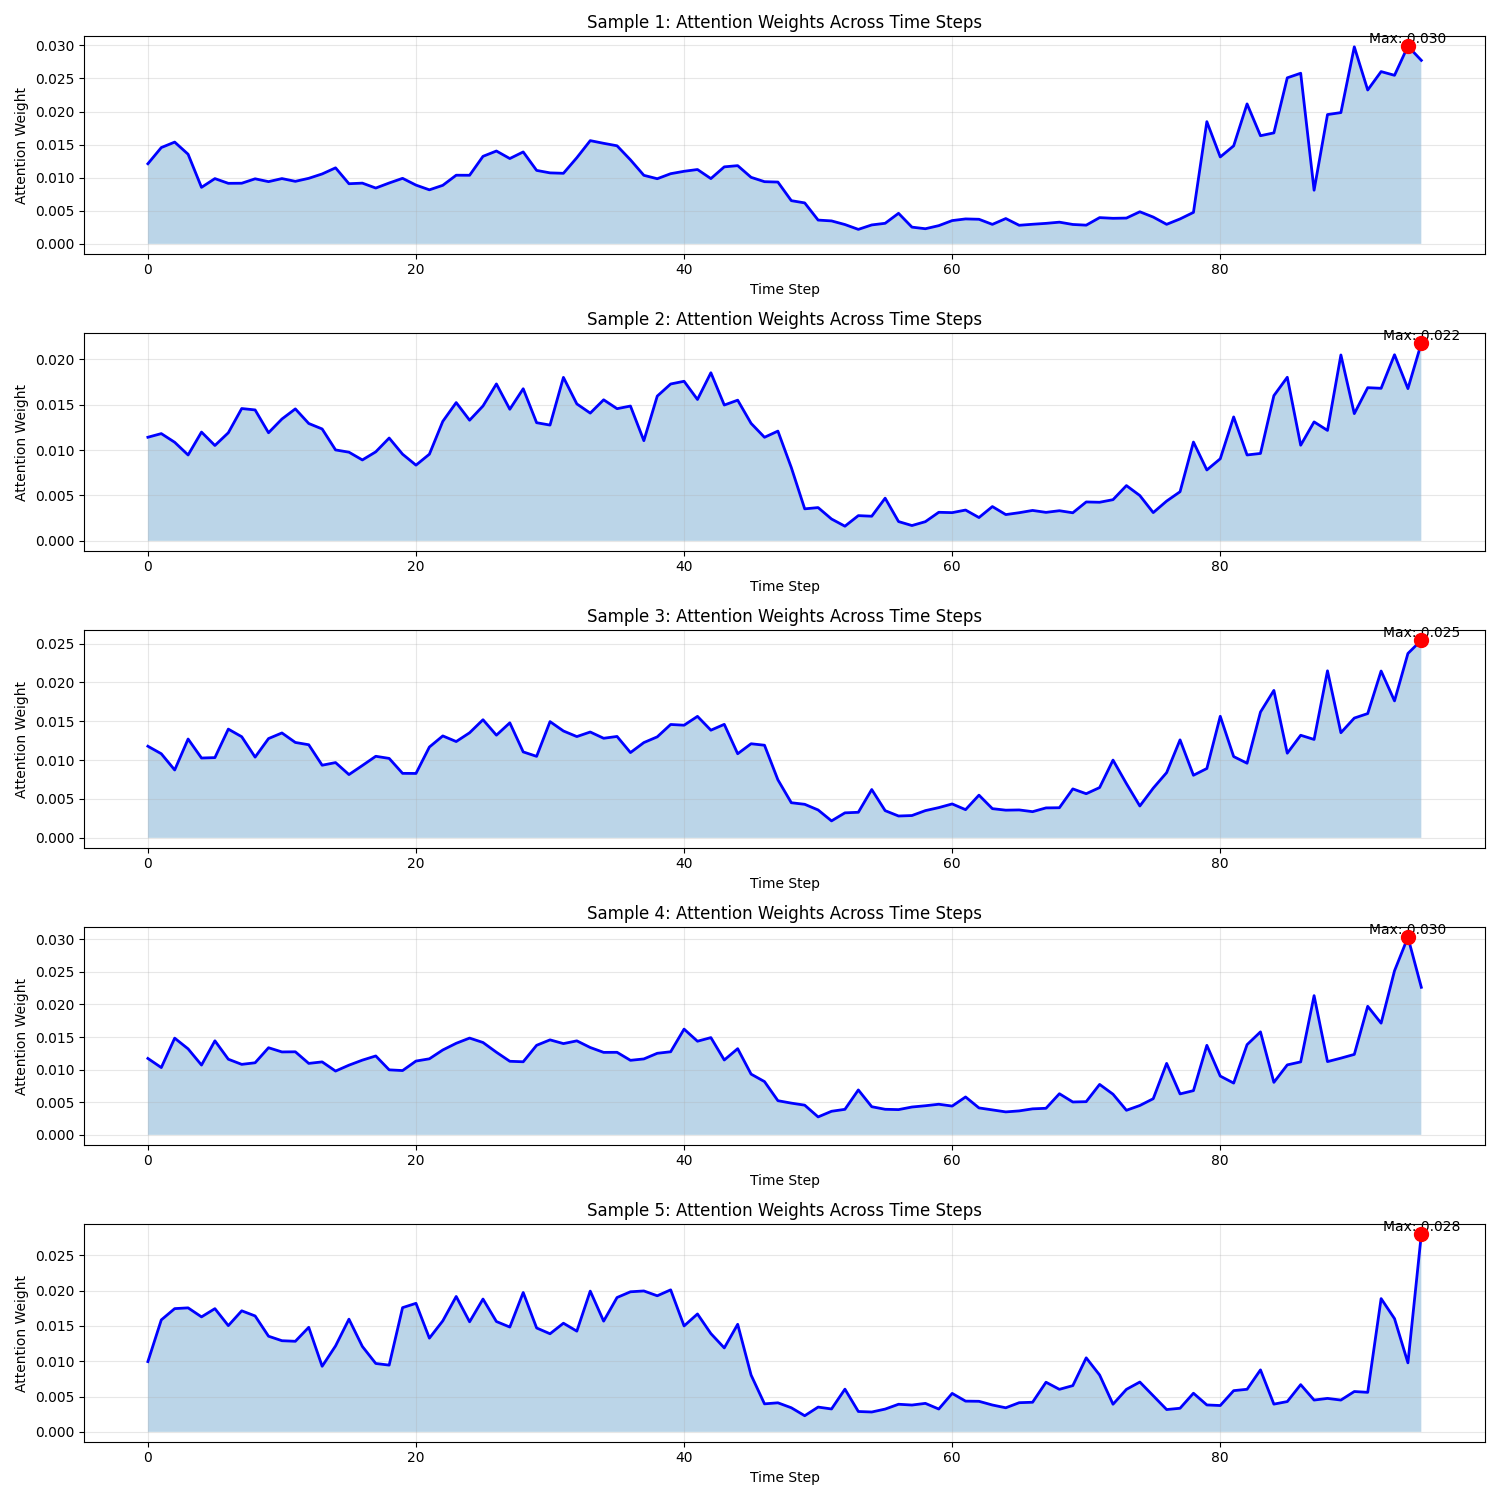 Sample 1: Attention Weights Across Time Steps
Max: 0.030
0.030
0.025
0.020
0.015
0.010
0.005
0.000
Attention Weight
0 20 40 60 80
Time Step
Sample 2: Attention Weights Across Time Steps
Max: 0.022
0.020
0.015
0.010
0.005
0.000
Attention Weight
0 20 40 60 80
Time Step
Sample 3: Attention Weights Across Time Steps
Max: 0.025
0.025
0.020
0.015
0.010
0.005
0.000
Attention Weight
0 20 40 60 80
Time Step
Sample 4: Attention Weights Across Time Steps
Max: 0.030
0.030
0.025
0.020
0.015
0.010
0.005
0.000
Attention Weight
0 20 40 60 80
Time Step
Sample 5: Attention Weights Across Time Steps
Max: 0.028
0.025
0.020
0.015
0.010
0.005
0.000
Attention Weight
0 20 40 60 80
Time Step